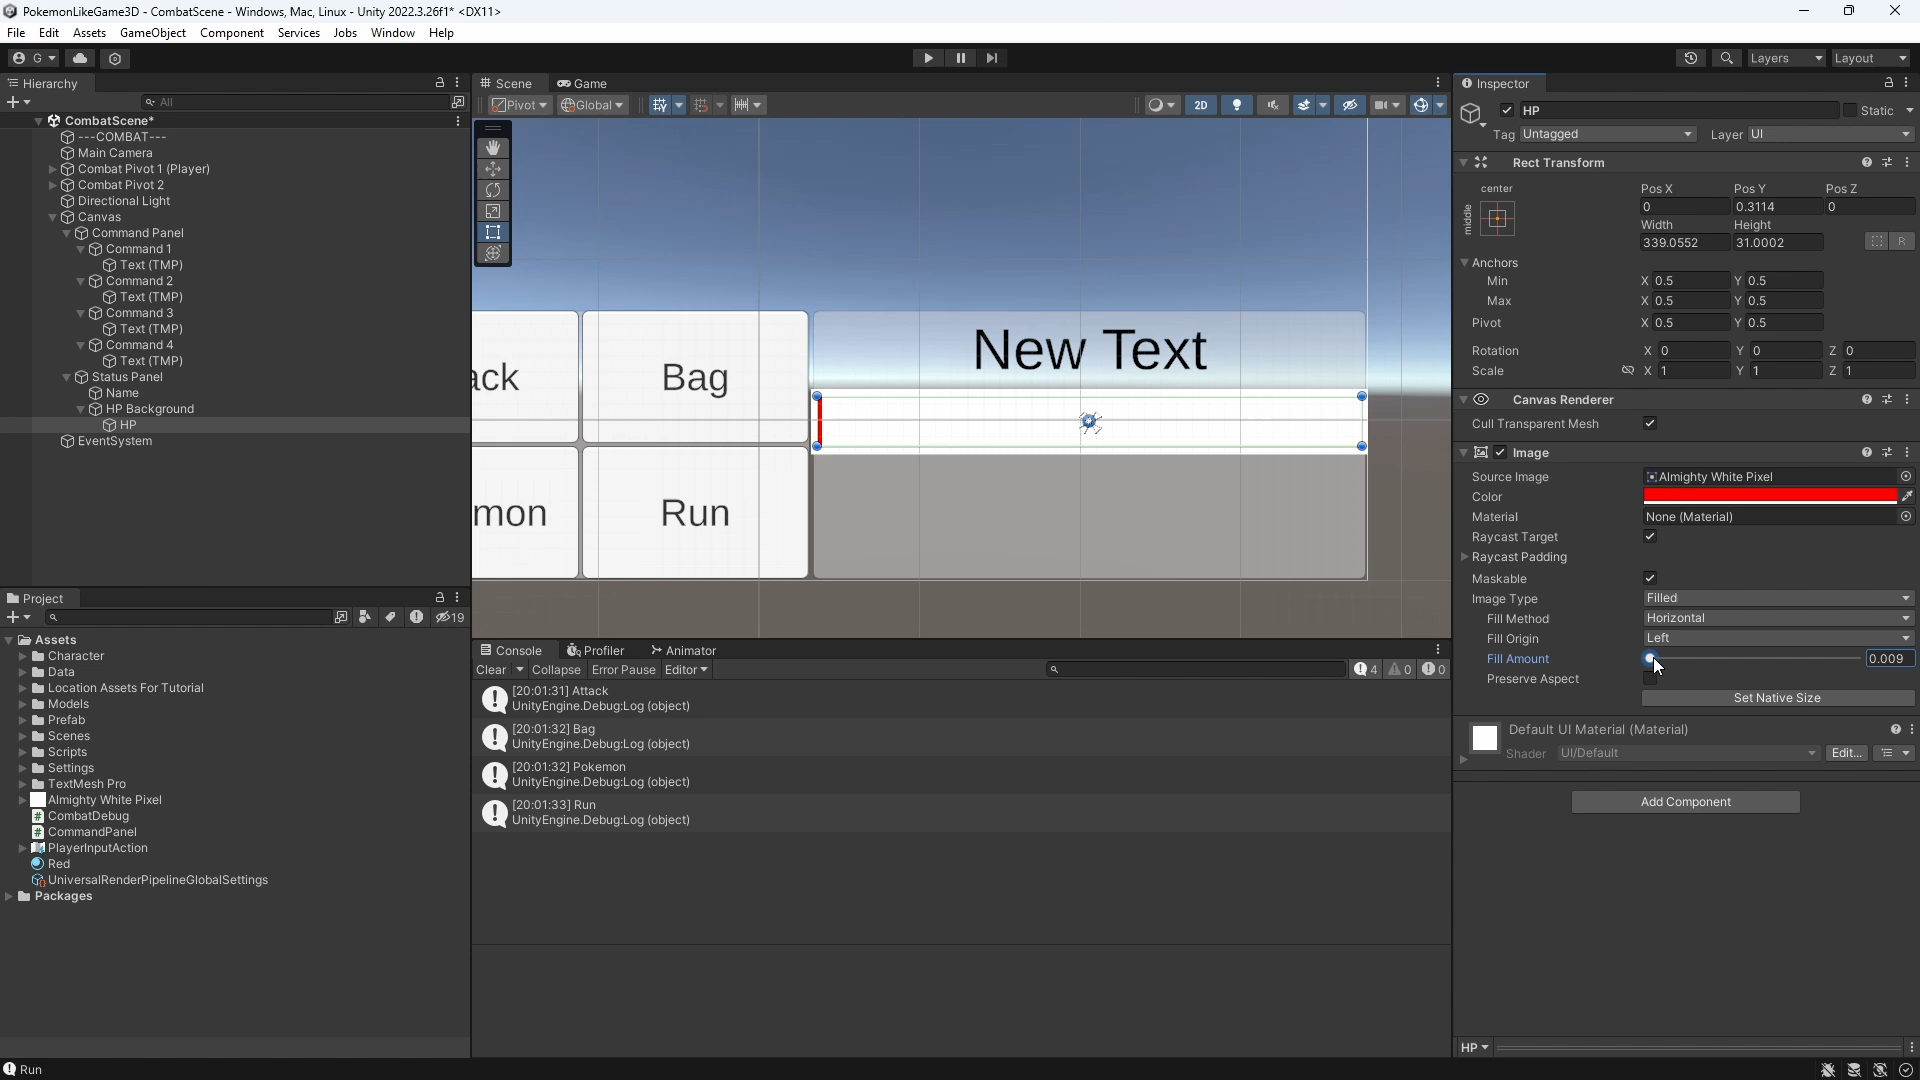 PokemonLikeGame3D - CombatScene - Windows, Mac, Linux - Unity 2022.3.26f1* <DX11>
File Edit Assets GameObject Component Services Jobs Window Help
G Layers Layout
Hierarchy
All
CombatScene*
---COMBAT---
Main Camera
Combat Pivot 1 (Player)
Combat Pivot 2
Directional Light
Canvas
Command Panel
Command 1
Text (TMP)
Command 2
Text (TMP)
Command 3
Text (TMP)
Command 4
Text (TMP)
Status Panel
Name
HP Background
HP
EventSystem
Project
19
Assets
Character
Data
Location Assets For Tutorial
Models
Prefab
Scenes
Scripts
Settings
TextMesh Pro
Almighty White Pixel
CombatDebug
CommandPanel
PlayerInputAction
Red
UniversalRenderPipelineGlobalSettings
Packages
Scene Game
Pivot Global 2D
New Text
ack Bag
mon Run
Console Profiler Animator
Clear Collapse Error Pause Editor 4 0 0
[20:01:31] Attack
UnityEngine.Debug:Log (object)
[20:01:32] Bag
UnityEngine.Debug:Log (object)
[20:01:32] Pokemon
UnityEngine.Debug:Log (object)
[20:01:33] Run
UnityEngine.Debug:Log (object)
Inspector
HP Static
Tag Untagged Layer UI
Rect Transform
center Pos X Pos Y Pos Z
middle 0 0.3114 0
Width Height
339.0552 31.0002 R
Anchors
Min X 0.5 Y 0.5
Max X 0.5 Y 0.5
Pivot X 0.5 Y 0.5
Rotation X 0 Y 0 Z 0
Scale X 1 Y 1 Z 1
Canvas Renderer
Cull Transparent Mesh
Image
Source Image Almighty White Pixel
Color
Material None (Material)
Raycast Target
Raycast Padding
Maskable
Image Type Filled
Fill Method Horizontal
Fill Origin Left
Fill Amount 0.009
Preserve Aspect
Set Native Size
Default UI Material (Material)
Shader UI/Default Edit...
Add Component
HP
Run